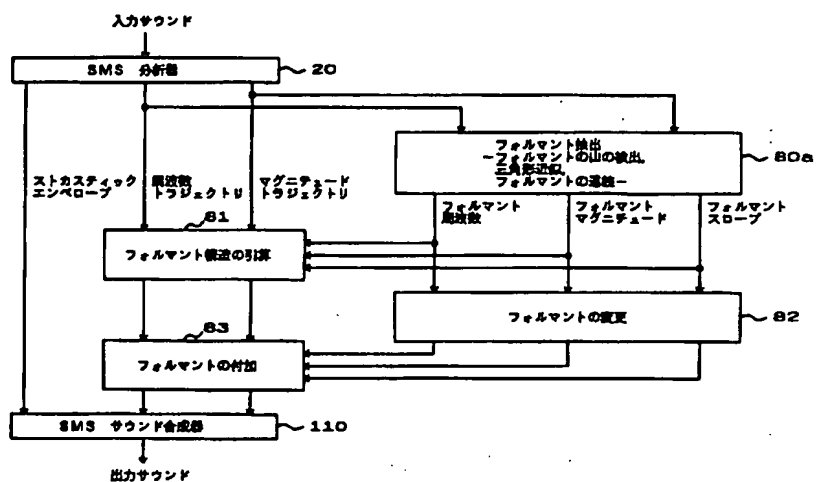 入力サウンド
SMS 分析器
20
フォルマント抽出
ーフォルマントの山の検出,
三角形近似,
フォルマントの追跡ー
80a
ストカスティック
エンベロープ
周波数
トラジェクトリ
マグニチュード
トラジェクトリ
フォルマント
周波数
フォルマント
マグニチュード
フォルマント
スロープ
81
フォルマント構造の引算
フォルマントの変更
82
83
フォルマントの付加
SMS サウンド合成器
110
出力サウンド